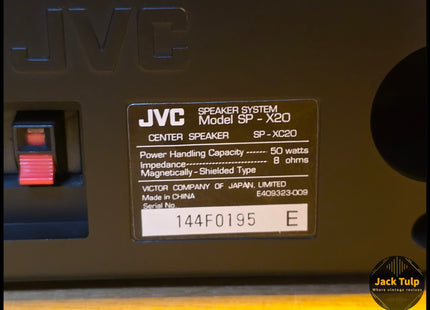 JVC
JVC SPEAKER SYSTEM
Model SP - X20
CENTER SPEAKER SP - XC20
Power Handling Capacity ------ 50 watts
Impedance ------------------------ 8 ohms
Magnetically - Shielded Type
VICTOR COMPANY OF JAPAN, LIMITED
Made in CHINA E409323-009
Serial No.
144F0195 E
Jack Tulp
Where vintage replays